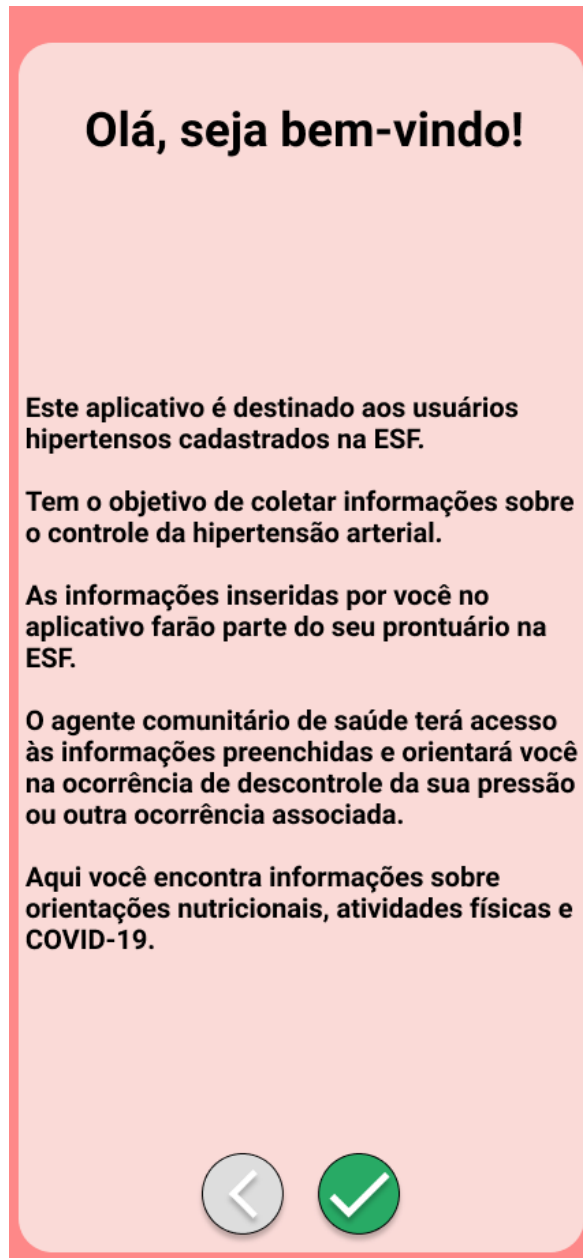 Olá, seja bem-vindo!
Este aplicativo é destinado aos usuários
hipertensos cadastrados na ESF.
Tem o objetivo de coletar informações sobre
o controle da hipertensão arterial.
As informações inseridas por você no
aplicativo farão parte do seu prontuário na
ESF.
O agente comunitário de saúde terá acesso
às informações preenchidas e orientará você
na ocorrência de descontrole da sua pressão
ou outra ocorrência associada.
Aqui você encontra informações sobre
orientações nutricionais, atividades físicas e
COVID-19.